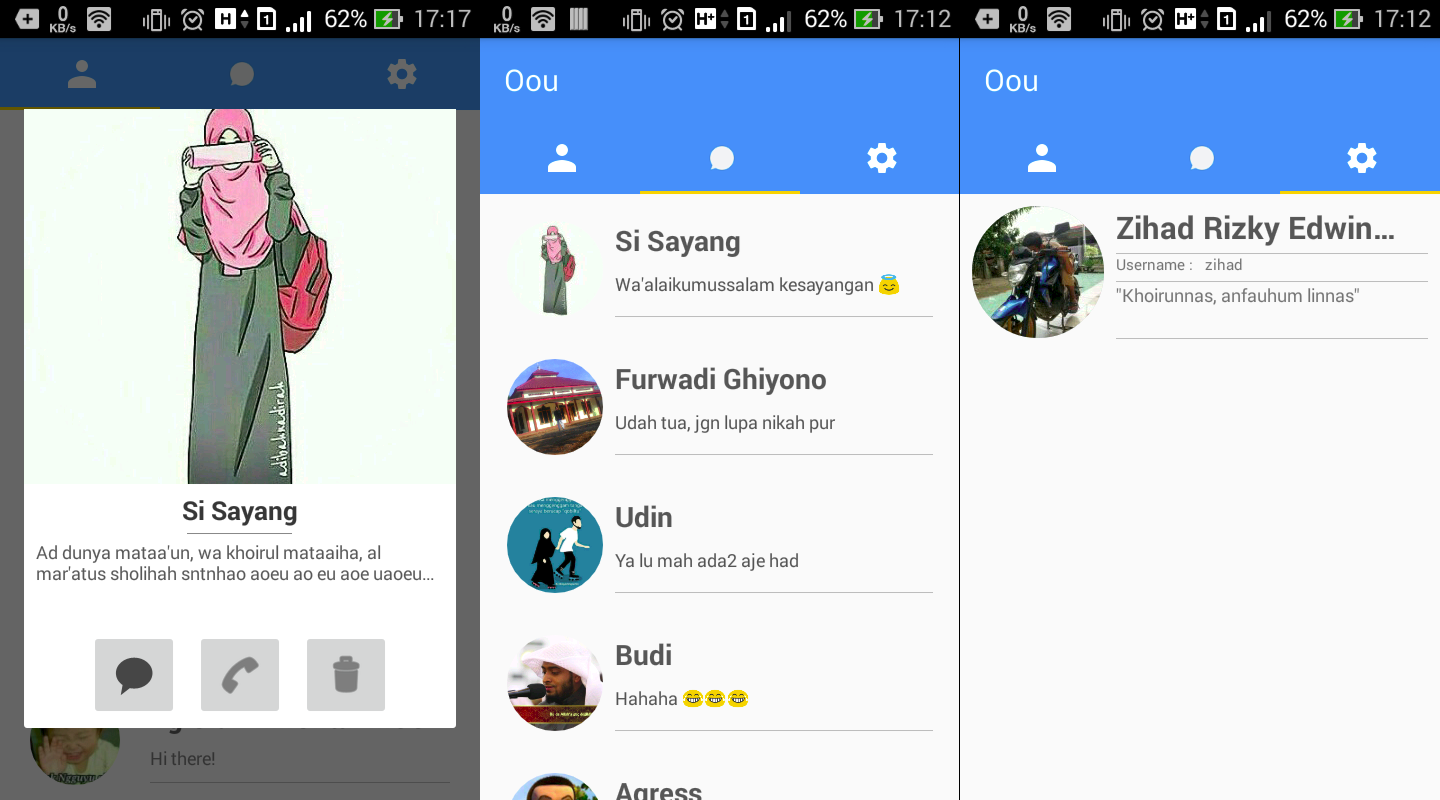 0
KB/s
H
1
62%
17:17
adibahnadirah
Si Sayang
Ad dunya mataa'un, wa khoirul mataaiha, al
mar'atus sholihah sntnhao aoeu ao eu aoe uaoeu...
Hi there!
0
KB/s
H+
1
62%
17:12
Oou
Si Sayang
Wa'alaikumussalam kesayangan 😇
Furwadi Ghiyono
Udah tua, jgn lupa nikah pur
Udin
Ya lu mah ada2 aje had
Budi
Hahaha 😂😂😂
Agress
0
KB/s
H+
1
62%
17:12
Oou
Zihad Rizky Edwin...
Username : zihad
"Khoirunnas, anfauhum linnas"